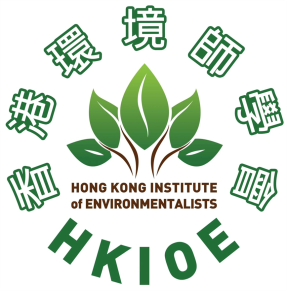 香港環境師學會
HONG KONG INSTITUTE
of ENVIRONMENTALISTS
HKIOE